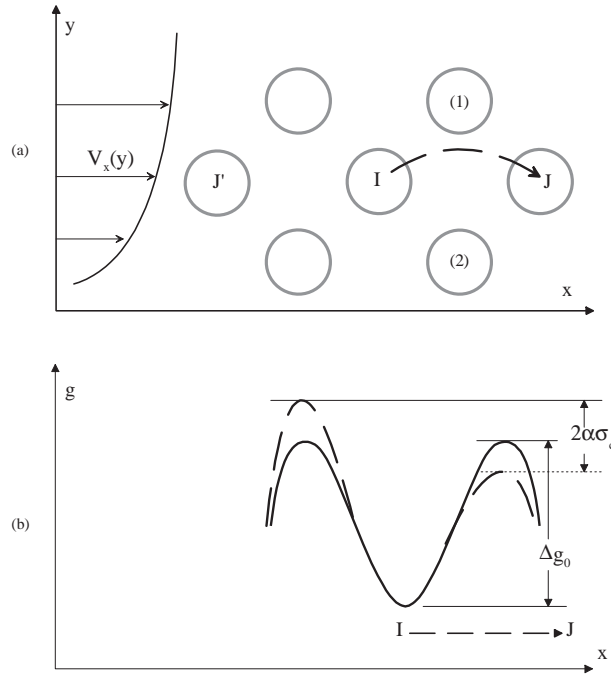 y
(1)
(a)
V_x(y)
J'
I
J
(2)
x
g
2ασ
(b)
Δg_0
I J
x